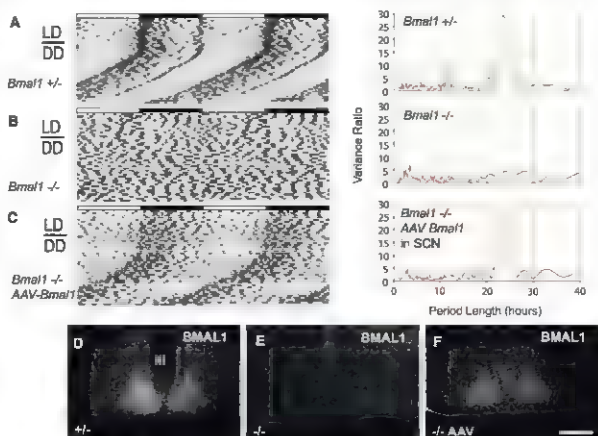 A
LD
DD
Bmal1 +/-
B
LD
DD
Bmal1 -/-
C
LD
DD
Bmal1 -/-
AAV-Bmal1
30
25
20
15
10
5
0
Bmal1 +/-
30
25
20
15
10
5
0
Bmal1 -/-
Variance Ratio
30
25
20
15
10
5
0
Bmal1 -/-
AAV Bmal1
in SCN
0 10 20 30 40
Period Length (hours)
D BMAL1
III
+/-
E BMAL1
-/-
F BMAL1
-/- AAV